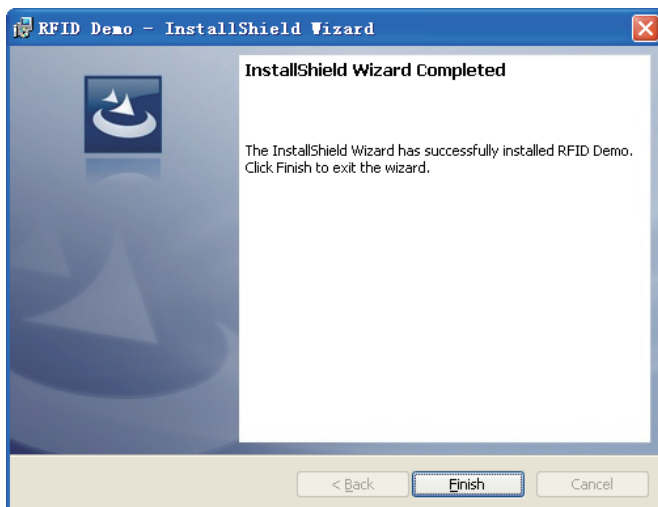 RFID Demo - InstallShield Wizard
InstallShield Wizard Completed
The InstallShield Wizard has successfully installed RFID Demo.
Click Finish to exit the wizard.
< Back
Finish
Cancel